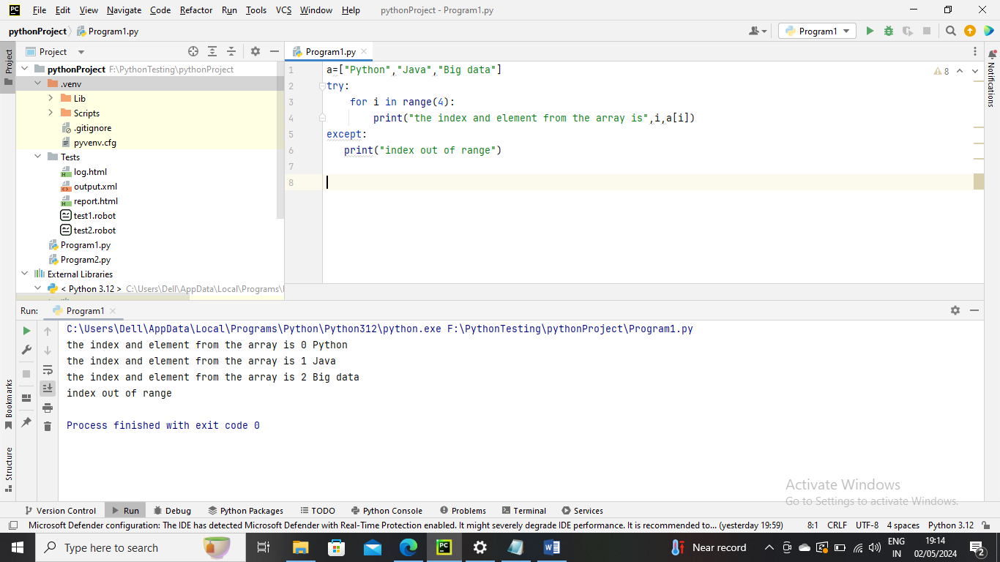 File Edit View Navigate Code Refactor Run Tools VCS Window Help pythonProject - Program1.py
pythonProject Program1.py Program1
Project
Project
Program1.py
Notifications
pythonProject F:\PythonTesting\pythonProject
.venv
Lib
Scripts
.gitignore
pyvenv.cfg
Tests
log.html
output.xml
report.html
test1.robot
test2.robot
Program1.py
Program2.py
External Libraries
< Python 3.12 > C:\Users\Dell\AppData\Local\Programs\
8
1 a=["Python","Java","Big data"]
2 try:
3 for i in range(4):
4 print("the index and element from the array is",i,a[i])
5 except:
6 print("index out of range")
7
8
Run: Program1
C:\Users\Dell\AppData\Local\Programs\Python\Python312\python.exe F:\PythonTesting\pythonProject\Program1.py
the index and element from the array is 0 Python
the index and element from the array is 1 Java
the index and element from the array is 2 Big data
index out of range
Process finished with exit code 0
Bookmarks
Structure
Activate Windows
Go to Settings to activate Windows.
Version Control Run Debug Python Packages TODO Python Console Problems Terminal Services
Microsoft Defender configuration: The IDE has detected Microsoft Defender with Real-Time Protection enabled. It might severely degrade IDE performance. It is recommended to... (yesterday 19:59) 8:1 CRLF UTF-8 4 spaces Python 3.12
Type here to search
Near record
ENG
IN
19:14
02/05/2024
2